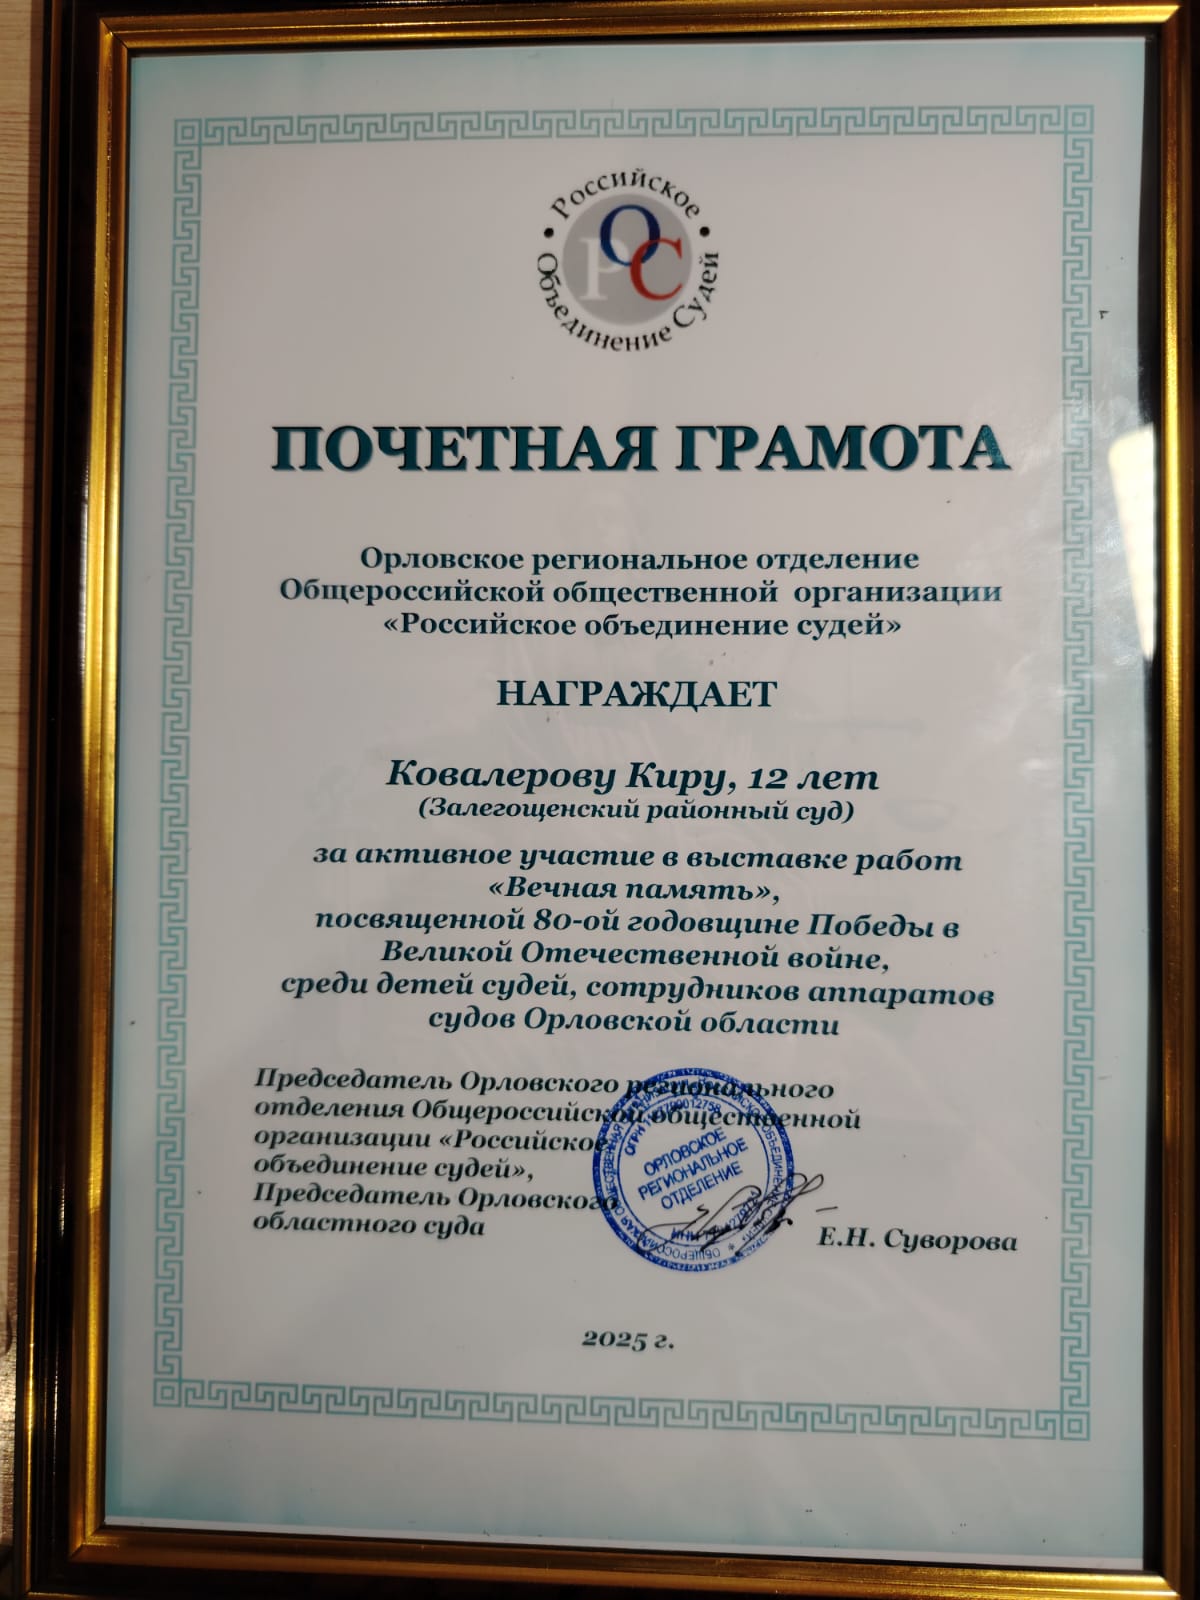 Российское
Объединение Судей
РОС
ПОЧЕТНАЯ ГРАМОТА
Орловское региональное отделение
Общероссийской общественной организации
«Российское объединение судей»
НАГРАЖДАЕТ
Ковалерову Киру, 12 лет
(Залегощенский районный суд)
за активное участие в выставке работ
«Вечная память»,
посвященной 80-ой годовщине Победы в
Великой Отечественной войне,
среди детей судей, сотрудников аппаратов
судов Орловской области
Председатель Орловского регионального
отделения Общероссийской общественной
организации «Российское
объединение судей»,
Председатель Орловского
областного суда
ОРЛОВСКОЕ
РЕГИОНАЛЬНОЕ
ОТДЕЛЕНИЕ
Е.Н. Суворова
2025 г.